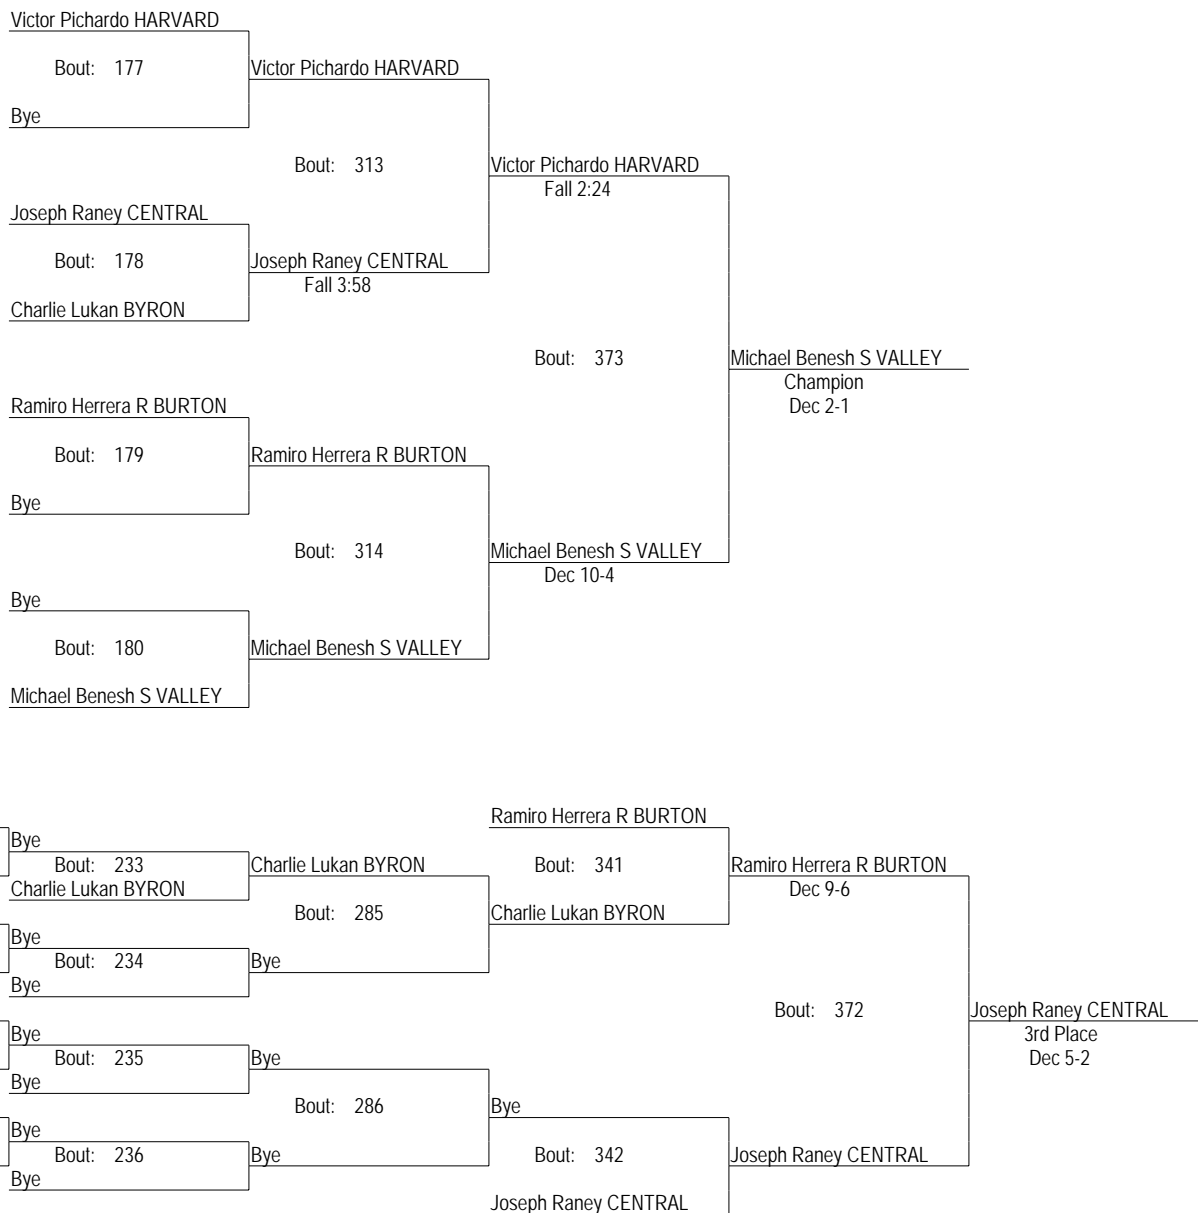 Victor Pichardo HARVARD
Bout: 177
Victor Pichardo HARVARD
Bye
Bout: 313
Victor Pichardo HARVARD
Fall 2:24
Joseph Raney CENTRAL
Bout: 178
Joseph Raney CENTRAL
Fall 3:58
Charlie Lukan BYRON
Bout: 373
Michael Benesh S VALLEY
Champion
Dec 2-1
Ramiro Herrera R BURTON
Bout: 179
Ramiro Herrera R BURTON
Bye
Bout: 314
Michael Benesh S VALLEY
Dec 10-4
Bye
Bout: 180
Michael Benesh S VALLEY
Michael Benesh S VALLEY
Ramiro Herrera R BURTON
Bye
Bout: 233
Charlie Lukan BYRON
Bout: 341
Ramiro Herrera R BURTON
Charlie Lukan BYRON
Dec 9-6
Bout: 285
Charlie Lukan BYRON
Bye
Bout: 234
Bye
Bye
Bout: 372
Joseph Raney CENTRAL
3rd Place
Dec 5-2
Bye
Bout: 235
Bye
Bye
Bout: 286
Bye
Bye
Bout: 236
Bye
Bout: 342
Joseph Raney CENTRAL
Bye
Joseph Raney CENTRAL